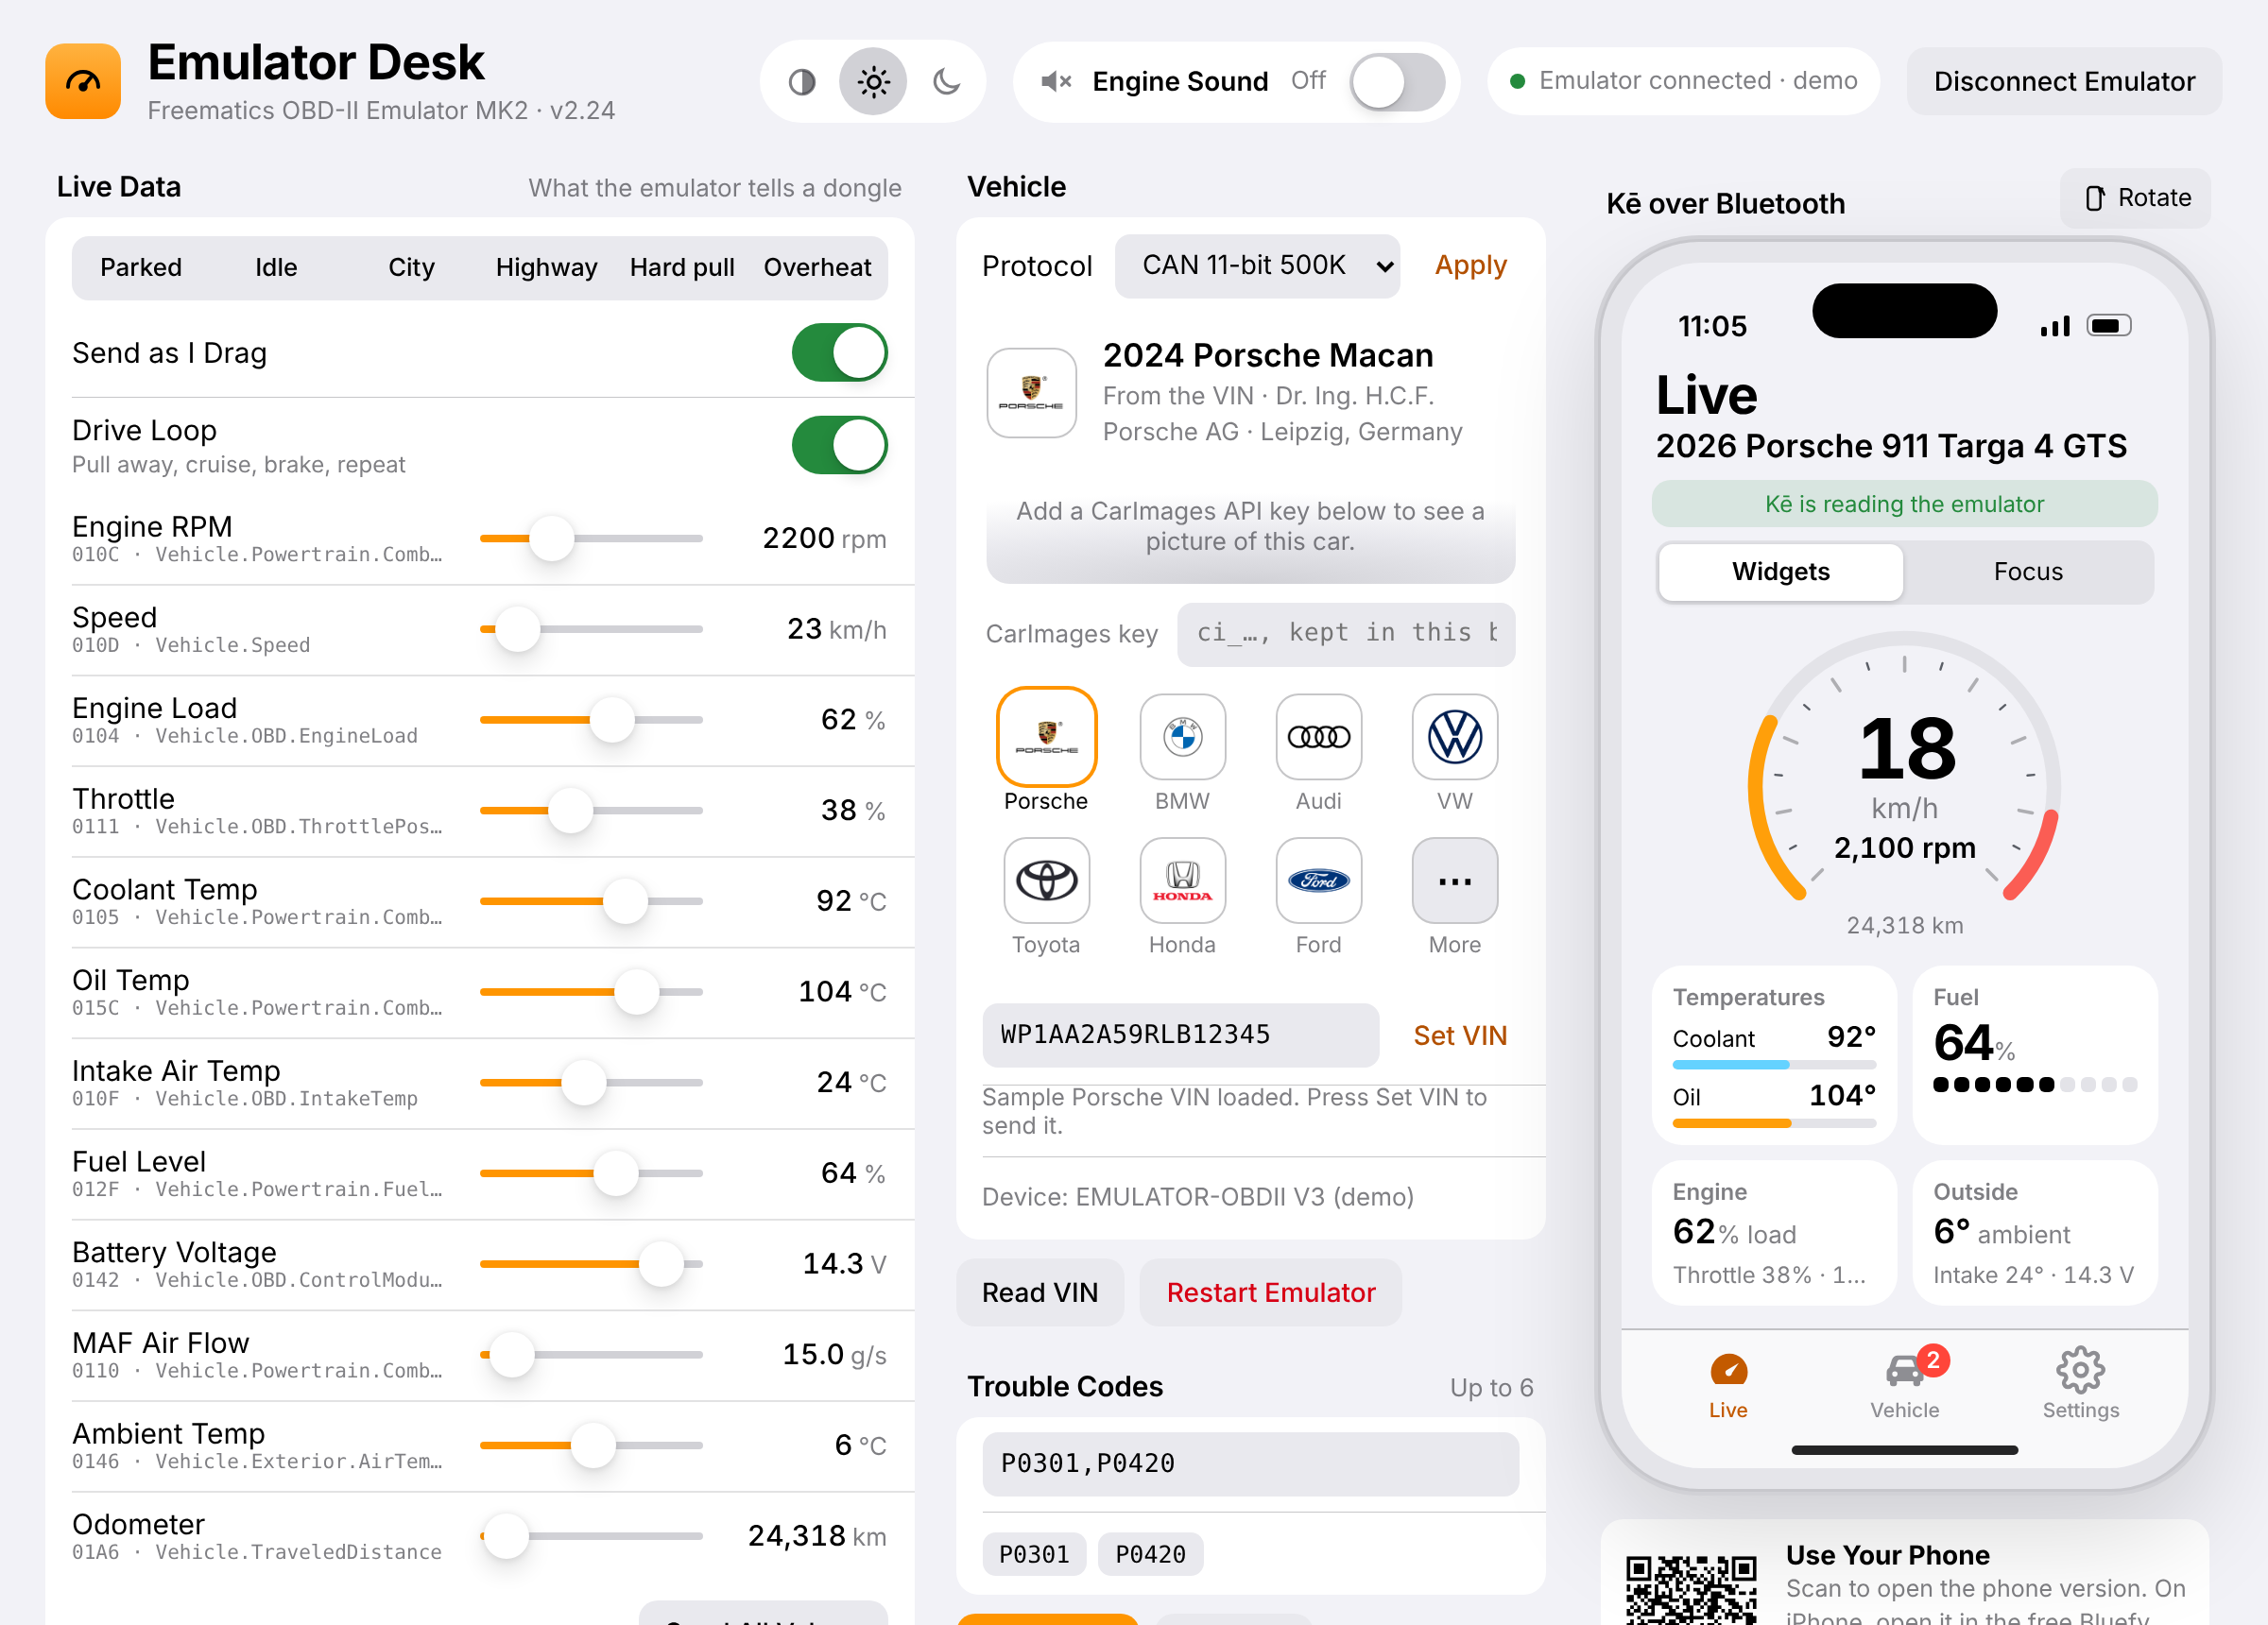 Emulator Desk
Freematics OBD-II Emulator MK2 · v2.24
Engine Sound Off
Emulator connected · demo
Disconnect Emulator
Live Data
What the emulator tells a dongle
Parked Idle City Highway Hard pull Overheat
Send as I Drag
Drive Loop
Pull away, cruise, brake, repeat
Engine RPM
010C · Vehicle.Powertrain.Comb…
2200 rpm
Speed
010D · Vehicle.Speed
23 km/h
Engine Load
0104 · Vehicle.OBD.EngineLoad
62 %
Throttle
0111 · Vehicle.OBD.ThrottlePos…
38 %
Coolant Temp
0105 · Vehicle.Powertrain.Comb…
92 °C
Oil Temp
015C · Vehicle.Powertrain.Comb…
104 °C
Intake Air Temp
010F · Vehicle.OBD.IntakeTemp
24 °C
Fuel Level
012F · Vehicle.Powertrain.Fuel…
64 %
Battery Voltage
0142 · Vehicle.OBD.ControlModu…
14.3 V
MAF Air Flow
0110 · Vehicle.Powertrain.Comb…
15.0 g/s
Ambient Temp
0146 · Vehicle.Exterior.AirTem…
6 °C
Odometer
01A6 · Vehicle.TraveledDistance
24,318 km
Vehicle
Protocol CAN 11-bit 500K Apply
PORSCHE
2024 Porsche Macan
From the VIN · Dr. Ing. H.C.F.
Porsche AG · Leipzig, Germany
Add a CarImages API key below to see a
picture of this car.
CarImages key ci_…, kept in this b
PORSCHE
BMW
Porsche BMW Audi VW
HONDA
Ford
Toyota Honda Ford More
WP1AA2A59RLB12345 Set VIN
Sample Porsche VIN loaded. Press Set VIN to
send it.
Device: EMULATOR-OBDII V3 (demo)
Read VIN Restart Emulator
Trouble Codes Up to 6
P0301,P0420
P0301 P0420
Kē over Bluetooth
Rotate
11:05
Live
2026 Porsche 911 Targa 4 GTS
Kē is reading the emulator
Widgets Focus
18
km/h
2,100 rpm
24,318 km
Temperatures
Coolant 92°
Oil 104°
Fuel
64%
Engine
62% load
Throttle 38% · 1…
Outside
6° ambient
Intake 24° · 14.3 V
2
Live Vehicle Settings
Use Your Phone
Scan to open the phone version. On
iPhone, open it in the free Bluefy